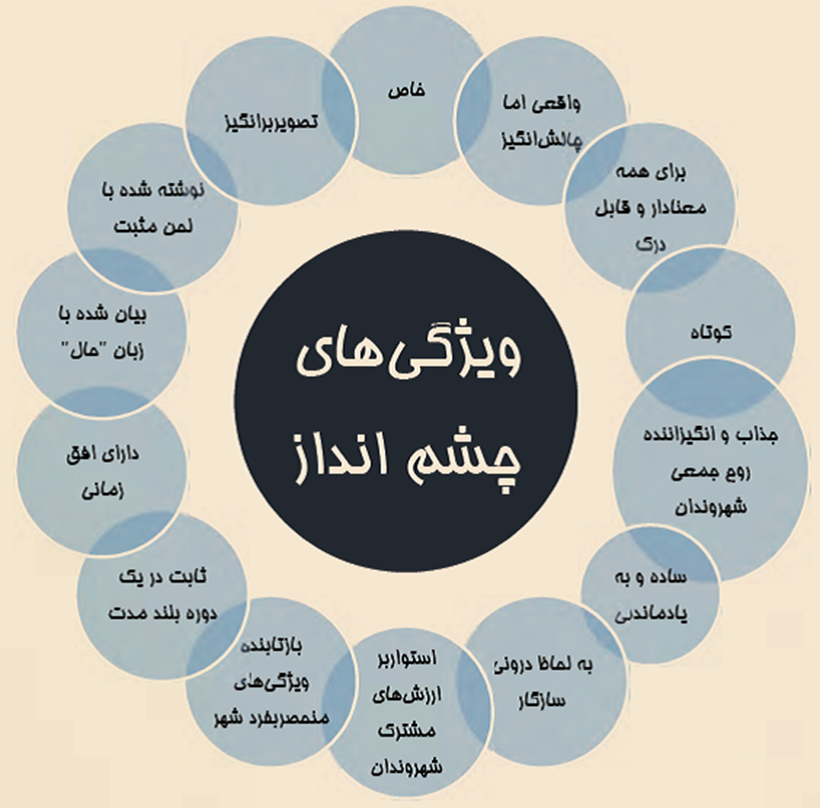 ویژگی‌های
چشم انداز
خاص
واقعی اما
چالش‌انگیز
برای همه
معنادار و قابل
درک
کوتاه
جذاب و انگیزاننده
روح جمعی
شهروندان
ساده و به
یادماندنی
به لحاظ درونی
سازگار
استواربر
ارزش‌های
مشترک
شهروندان
بازتابنده
ویژگی‌های
منحصربفرد شهر
ثابت در یک
دوره بلند مدت
دارای افق
زمانی
بیان شده با
زبان "حال"
نوشته شده با
لحن مثبت
تصویربرانگیز